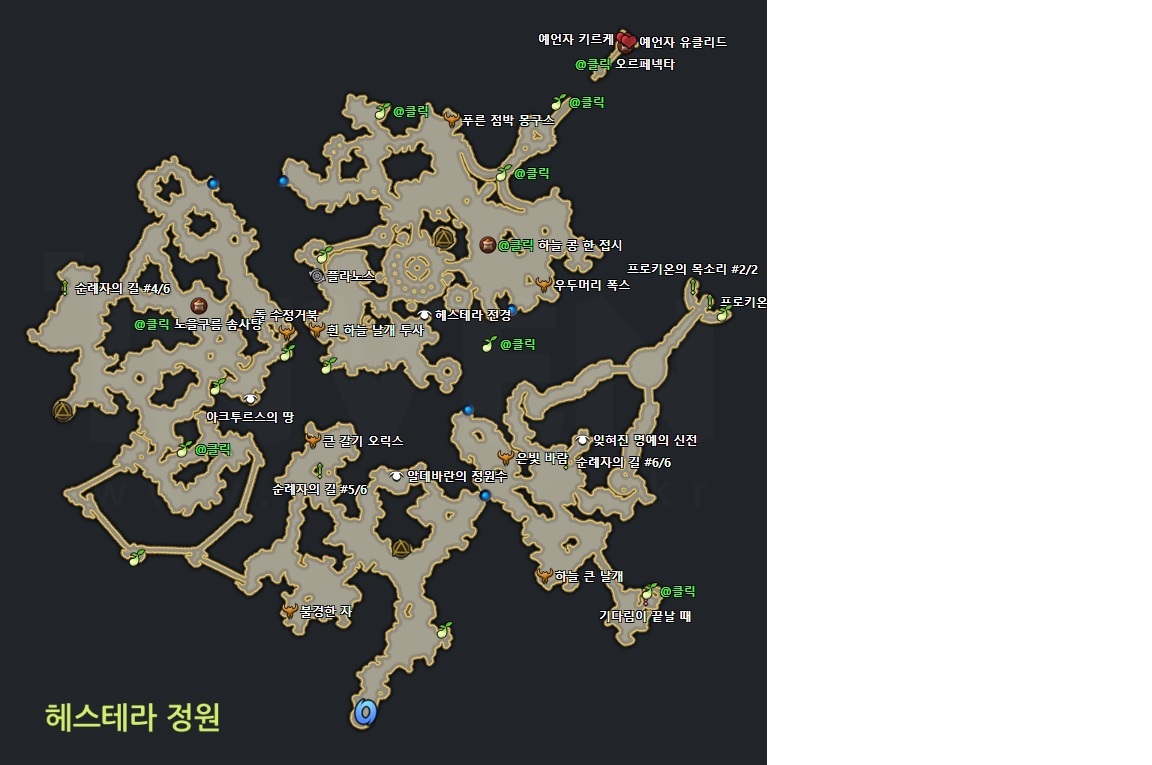 예언자 키르케
예언자 유클리드
@클릭 오르페넥타
@클릭
@클릭
푸른 점박 몽구스
@클릭
@클릭 하늘 콩 한 접시
프로키온의 목소리 #2/2
플라노스
우두머리 폭스
순례자의 길 #4/6
프로키온
헤스테라 전경
@클릭 노을구름 솜사탕
돌 수정거북
흰 하늘 날개 투사
@클릭
아크투르스의 땅
큰 갈기 오릭스
잊혀진 명예의 신전
@클릭
은빛 바람
순례자의 길 #6/6
알데바란의 정원수
순례자의 길 #5/6
하늘 큰 날개
@클릭
불경한 자
기다림이 끝날 때
헤스테라 정원